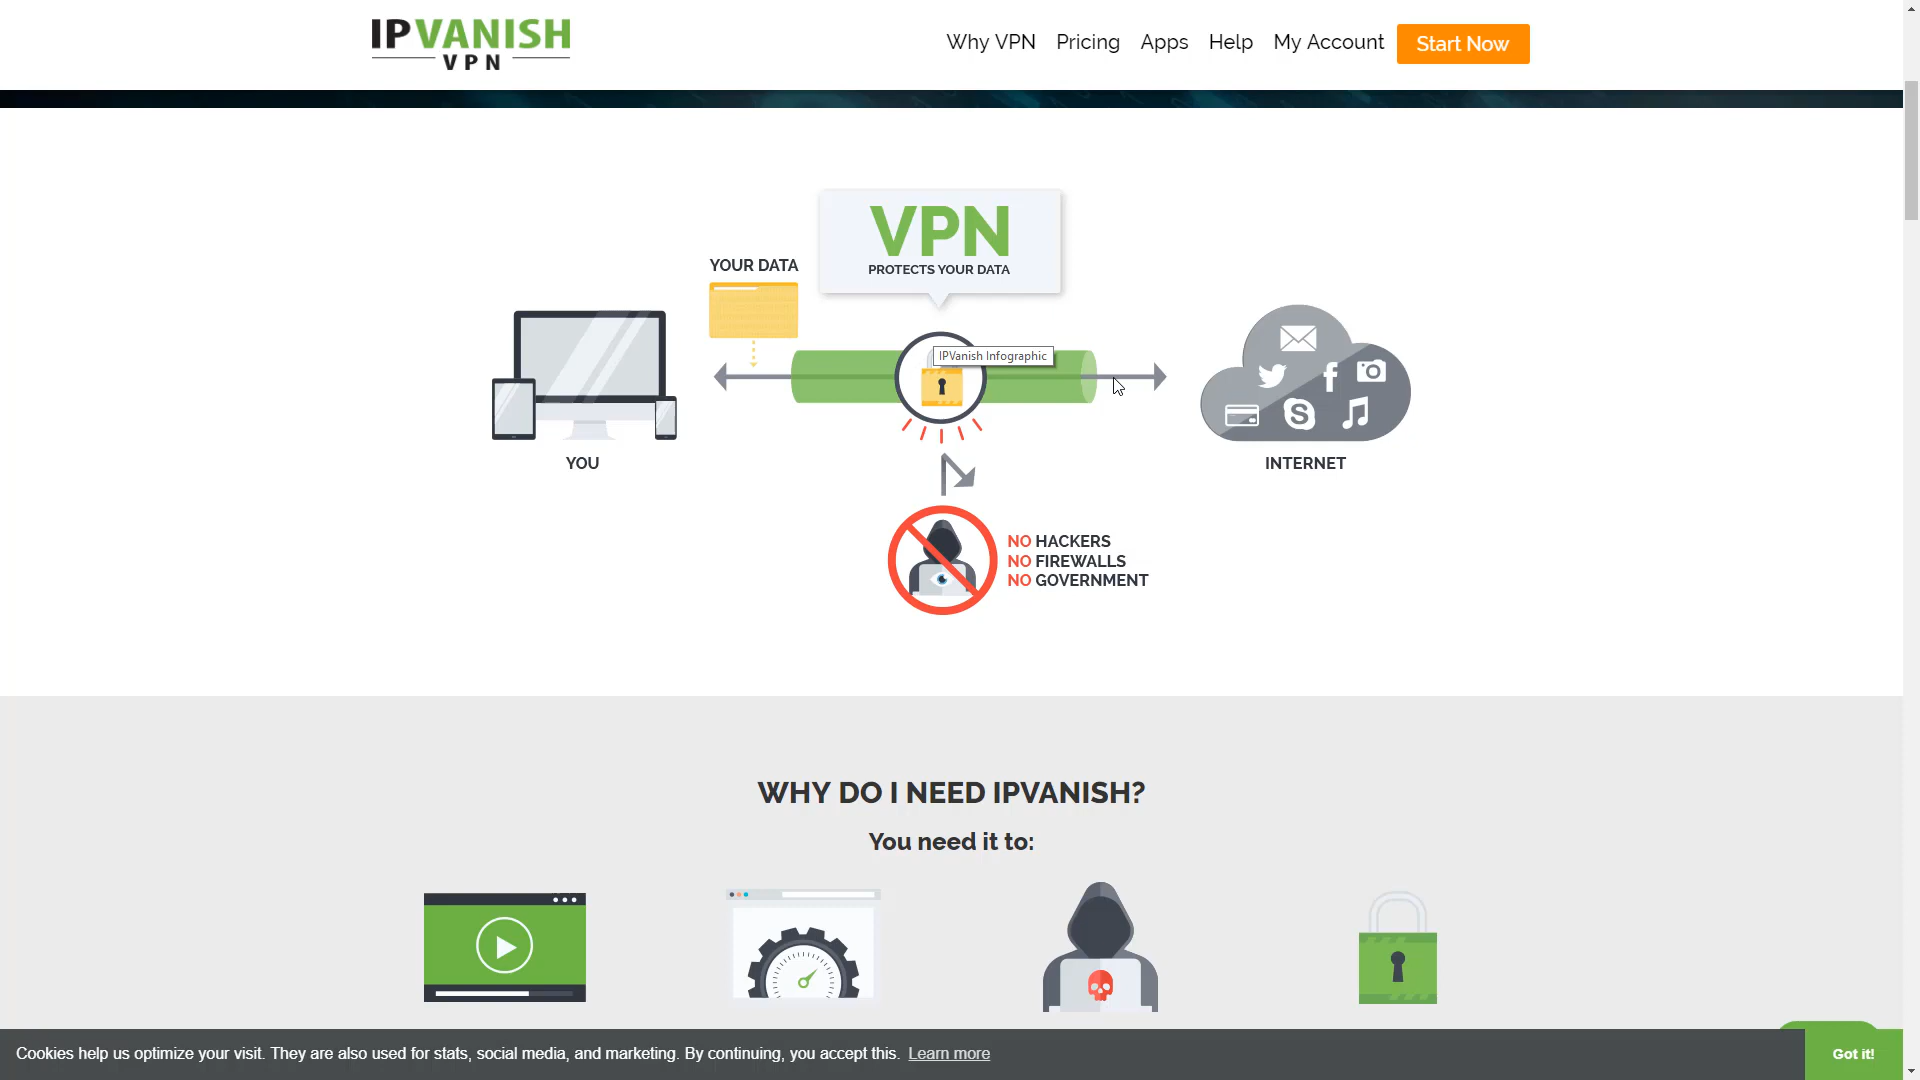 IPVANISH
VPN
Why VPN
Pricing
Apps
Help
My Account
Start Now
VPN
PROTECTS YOUR DATA
YOUR DATA
IPVanish Infographic
YOU
INTERNET
NO HACKERS
NO FIREWALLS
NO GOVERNMENT
WHY DO I NEED IPVANISH?
You need it to:
Cookies help us optimize your visit. They are also used for stats, social media, and marketing. By continuing, you accept this. Learn more
Got it!